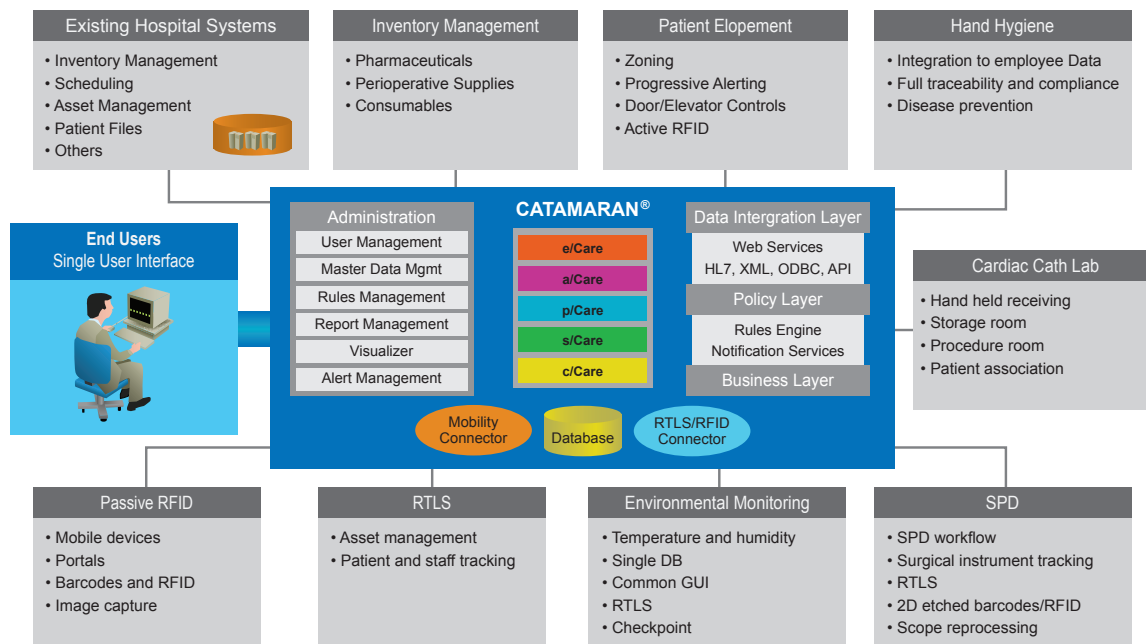 Existing Hospital Systems
• Inventory Management
• Scheduling
• Asset Management
• Patient Files
• Others
Inventory Management
• Pharmaceuticals
• Perioperative Supplies
• Consumables
Patient Elopement
• Zoning
• Progressive Alerting
• Door/Elevator Controls
• Active RFID
Hand Hygiene
• Integration to employee Data
• Full traceability and compliance
• Disease prevention
End Users
Single User Interface
Administration
User Management
Master Data Mgmt
Rules Management
Report Management
Visualizer
Alert Management
CATAMARAN®
e/Care
a/Care
p/Care
s/Care
c/Care
Data Intergration Layer
Web Services
HL7, XML, ODBC, API
Policy Layer
Rules Engine
Notification Services
Business Layer
Mobility
Connector
Database
RTLS/RFID
Connector
Cardiac Cath Lab
• Hand held receiving
• Storage room
• Procedure room
• Patient association
Passive RFID
• Mobile devices
• Portals
• Barcodes and RFID
• Image capture
RTLS
• Asset management
• Patient and staff tracking
Environmental Monitoring
• Temperature and humidity
• Single DB
• Common GUI
• RTLS
• Checkpoint
SPD
• SPD workflow
• Surgical instrument tracking
• RTLS
• 2D etched barcodes/RFID
• Scope reprocessing